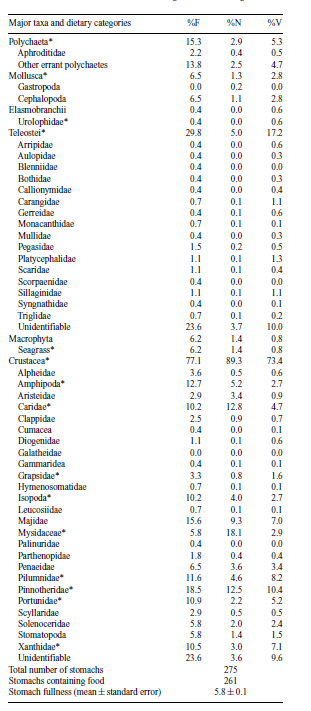 Major taxa and dietary categories %F %N %V
Polychaeta* 15.3 2.9 5.3
Aphroditidae 2.2 0.4 0.5
Other errant polychaetes 13.8 2.5 4.7
Mollusca* 6.5 1.3 2.8
Gastropoda 0.0 0.2 0.0
Cephalopoda 6.5 1.1 2.8
Elasmobranchii 0.4 0.0 0.6
Urolophidae* 0.4 0.0 0.6
Teleostei* 29.8 5.0 17.2
Arripidae 0.4 0.0 0.6
Aulopidae 0.4 0.0 0.3
Blenniidae 0.4 0.0 0.0
Bothidae 0.4 0.0 0.3
Callionymidae 0.4 0.0 0.4
Carangidae 0.7 0.1 1.1
Gerreidae 0.4 0.1 0.6
Monacanthidae 0.7 0.1 0.1
Mullidae 0.4 0.0 0.3
Pegasidae 1.5 0.2 0.5
Platycephalidae 1.1 0.1 1.3
Scaridae 1.1 0.1 0.4
Scorpaenidae 0.4 0.0 0.0
Sillaginidae 1.1 0.1 1.1
Syngnathidae 0.4 0.0 0.1
Triglidae 0.7 0.1 0.2
Unidentifiable 23.6 3.7 10.0
Macrophyta 6.2 1.4 0.8
Seagrass* 6.2 1.4 0.8
Crustacea* 77.1 89.3 73.4
Alpheidae 3.6 0.5 0.6
Amphipoda* 12.7 5.2 2.7
Aristeidae 2.9 3.4 0.9
Caridae* 10.2 12.8 4.7
Clappidae 2.5 0.9 0.7
Cumacea 0.4 0.0 0.1
Diogenidae 1.1 0.1 0.6
Galatheidae 0.0 0.0 0.0
Gammaridea 0.4 0.1 0.1
Grapsidae* 3.3 0.8 1.6
Hymenosomatidae 0.7 0.1 0.1
Isopoda* 10.2 4.0 2.7
Leucosiidae 0.7 0.1 0.1
Majidae 15.6 9.3 7.0
Mysidaceae* 5.8 18.1 2.9
Palinuridae 0.4 0.0 0.0
Parthenopidae 1.8 0.4 0.4
Penaeidae 6.5 3.6 3.4
Pilumnidae* 11.6 4.6 8.2
Pinnotheridae* 18.5 12.5 10.4
Portunidae* 10.9 2.2 5.2
Scyllaridae 2.9 0.5 0.5
Solenoceridae 5.8 2.0 2.4
Stomatopoda 5.8 1.4 1.5
Xanthidae* 10.5 3.0 7.1
Unidentifiable 23.6 3.6 9.6
Total number of stomachs 275
Stomachs containing food 261
Stomach fullness (mean ± standard error) 5.8 ± 0.1